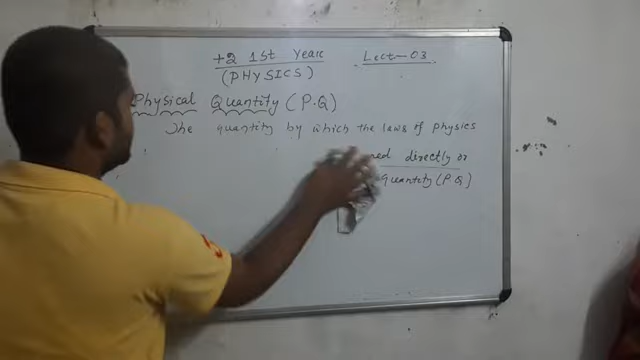 +2 1st Year
Lect-03
(PHYSICS)
Physical Quantity (P.Q)
The quantity by which the laws of physics
directly or
quantity (P.Q)